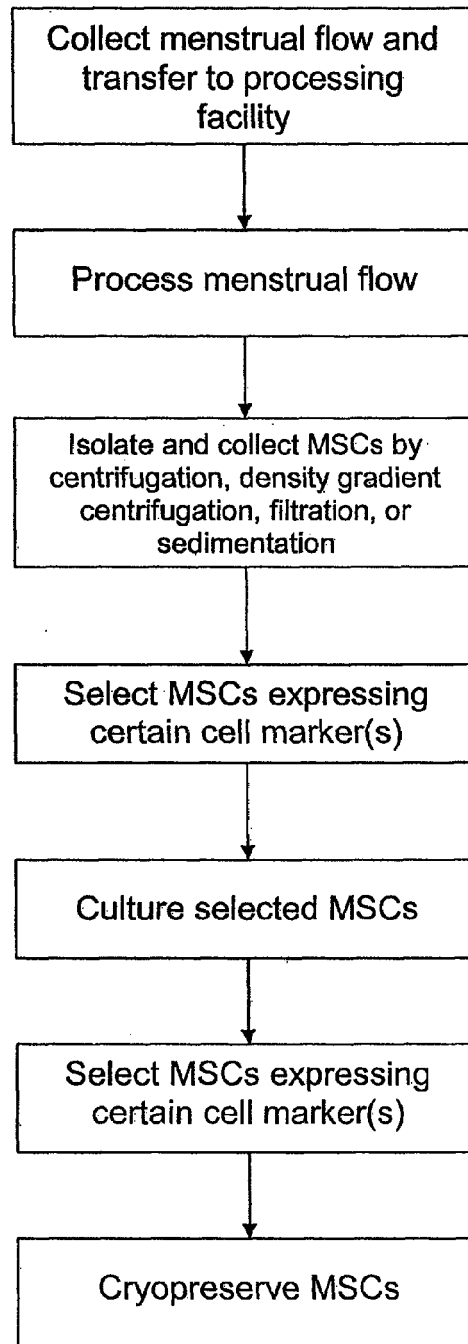 Collect menstrual flow and
transfer to processing
facility
Process menstrual flow
Isolate and collect MSCs by
centrifugation, density gradient
centrifugation, filtration, or
sedimentation
Select MSCs expressing
certain cell marker(s)
Culture selected MSCs
Select MSCs expressing
certain cell marker(s)
Cryopreserve MSCs